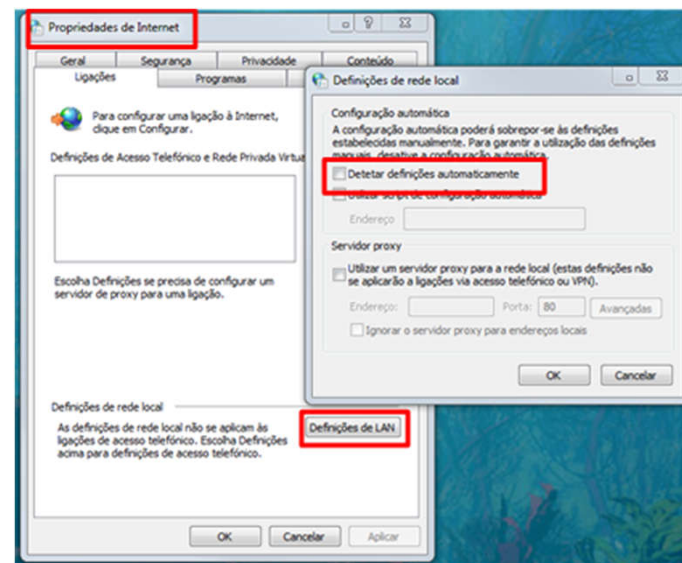 Propriedades de Internet
Geral
Segurança
Privacidade
Conteúdo
Ligações
Programas
Para configurar uma ligação à Internet,
clique em Configurar.
Definições de Acesso Telefónico e Rede Privada Virtua
Escolha Definições se precisa de configurar um
servidor de proxy para uma ligação.
Definições de rede local
As definições de rede local não se aplicam às
ligações de acesso telefónico. Escolha Definições
acima para definições de acesso telefónico.
Definições de LAN
OK
Cancelar
Aplicar
Definições de rede local
Configuração automática
A configuração automática poderá sobrepor-se às definições
estabelecidas manualmente. Para garantir a utilização das definições
manuais, desative a configuração automática.
Detetar definições automaticamente
Utilizar script de configuração automática
Endereço
Servidor proxy
Utilizar um servidor proxy para a rede local (estas definições não
se aplicarão a ligações via acesso telefónico ou VPN).
Endereço:
Porta:
80
Avançadas
Ignorar o servidor proxy para endereços locais
OK
Cancelar